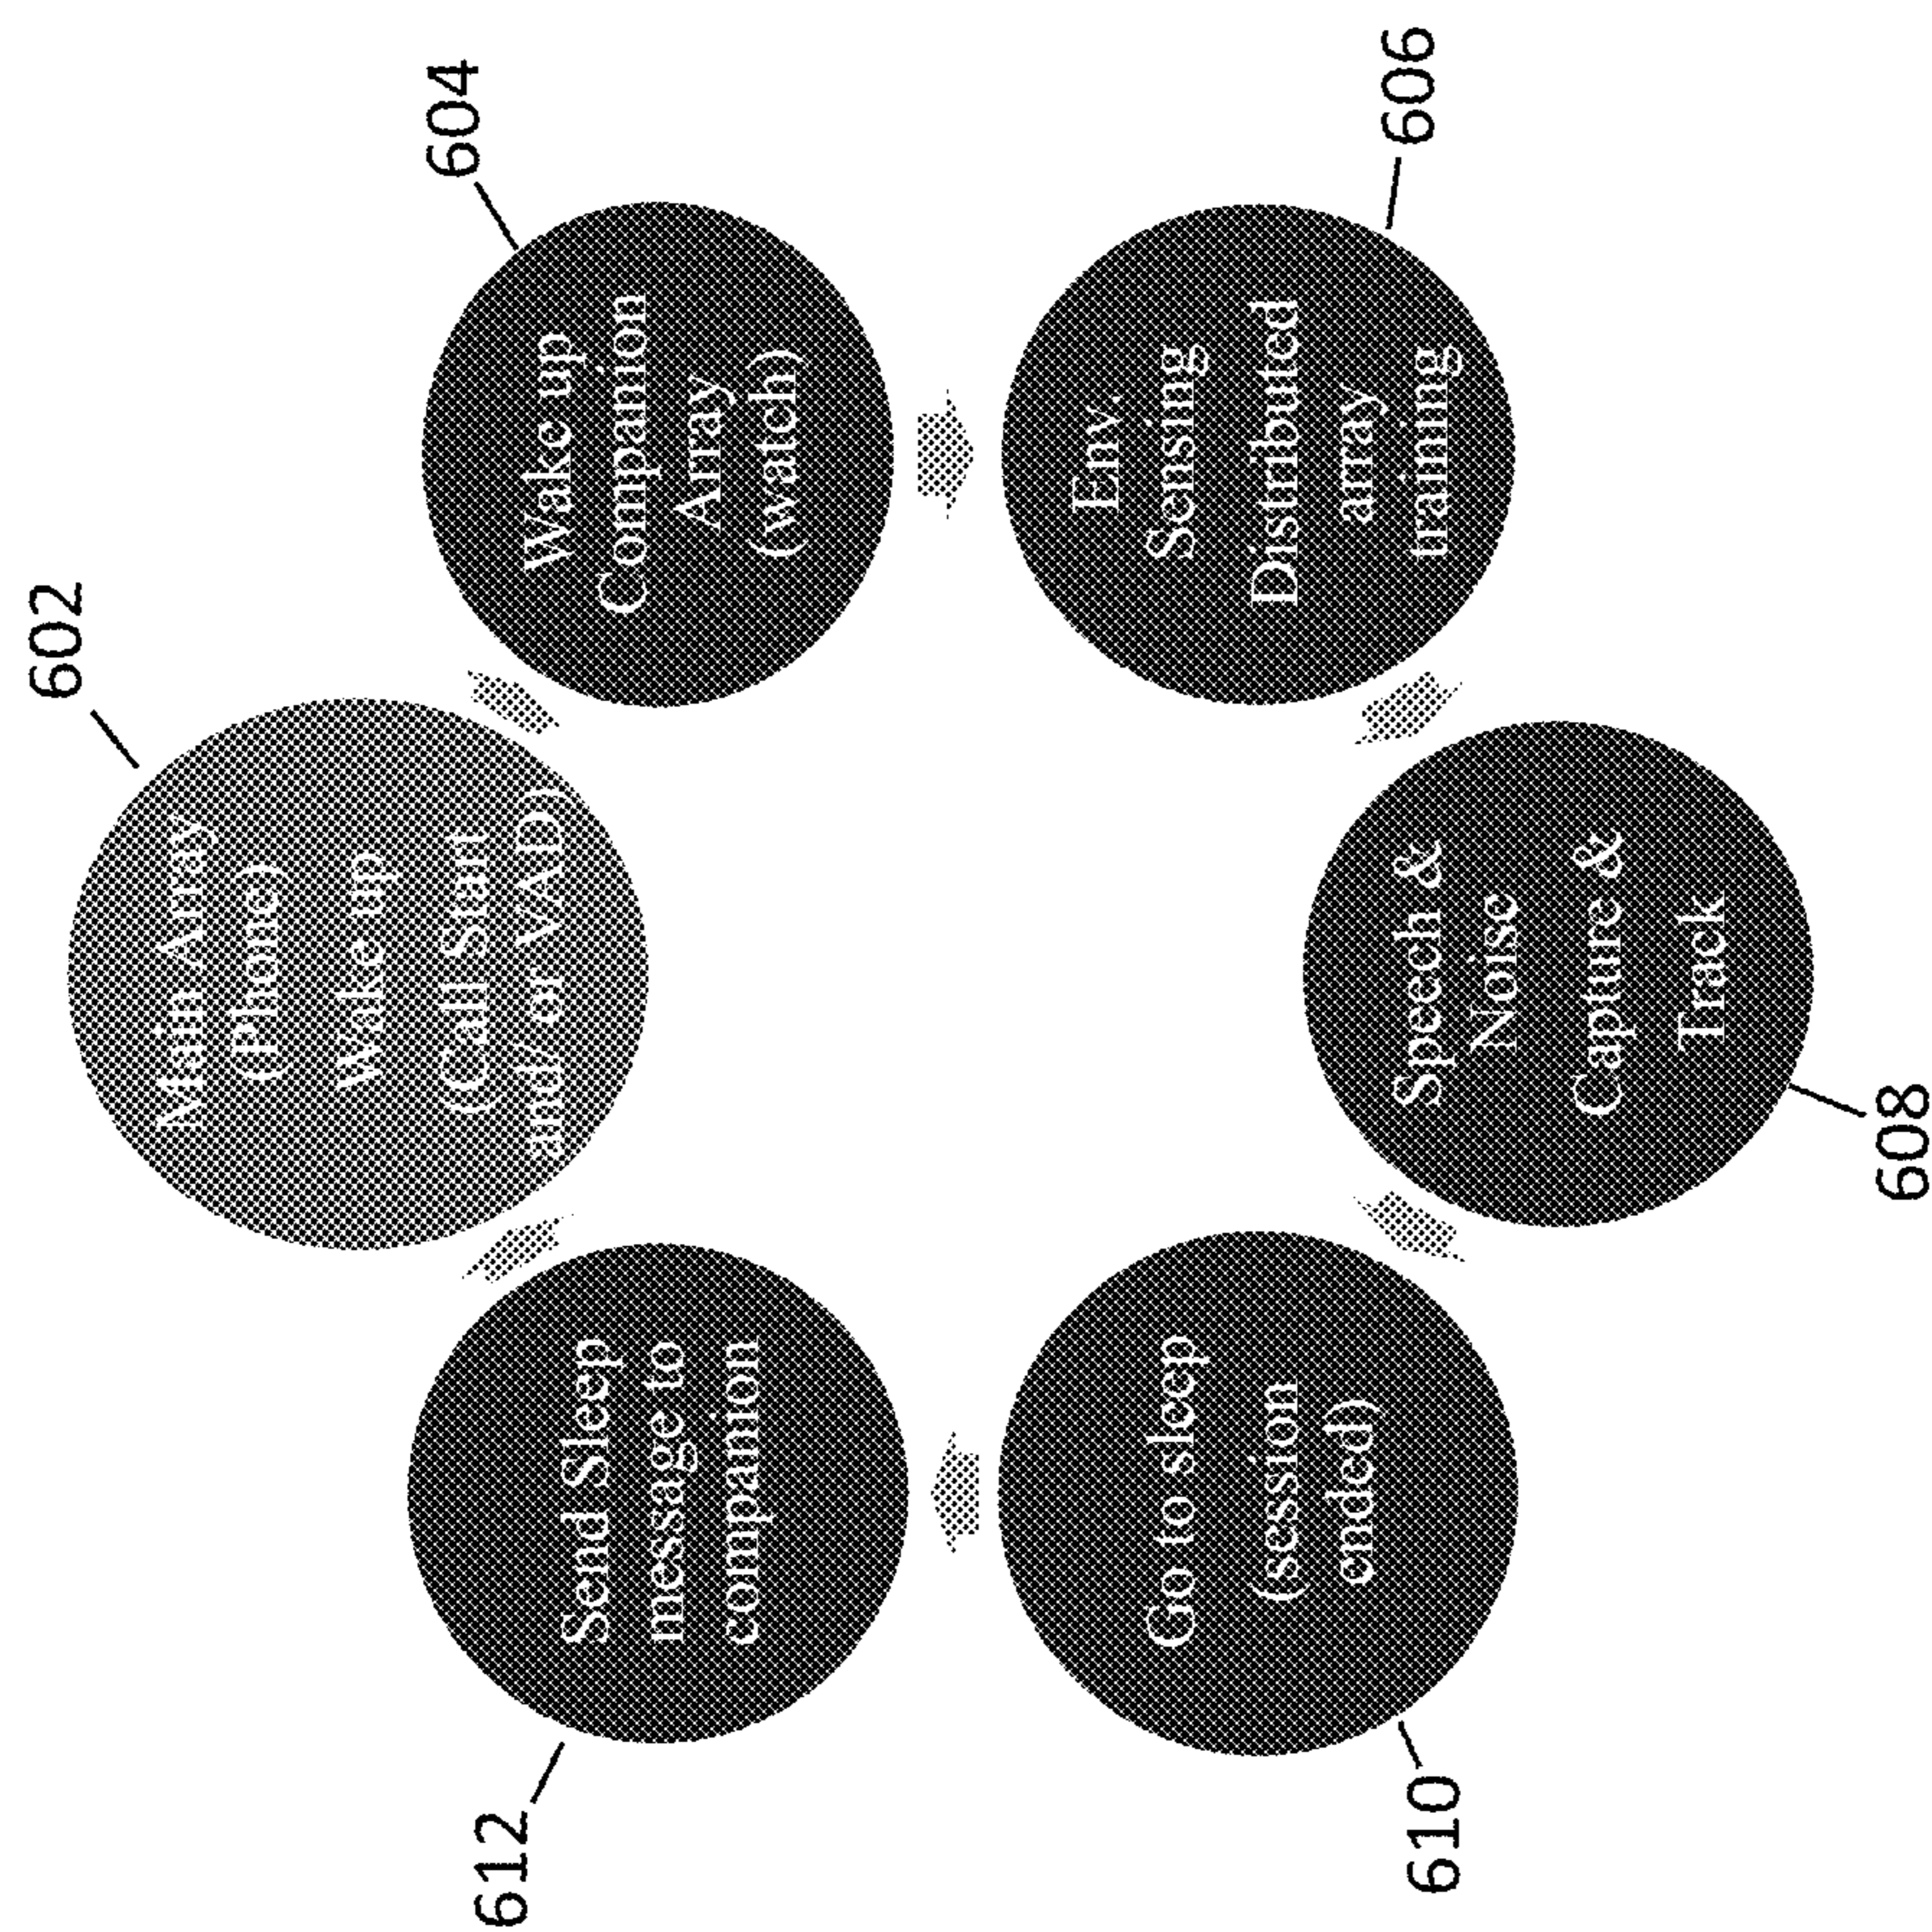 602
Main Array
(Phone)
Wake up
(Call Start
and/ or VAD)
604
Wake up
Companion
Array
(watch)
606
Env.
Sensing
Distributed
array
training
608
Speech &
Noise
Capture &
Track
610
Go to sleep
(session
ended)
612
Send Sleep
message to
companion